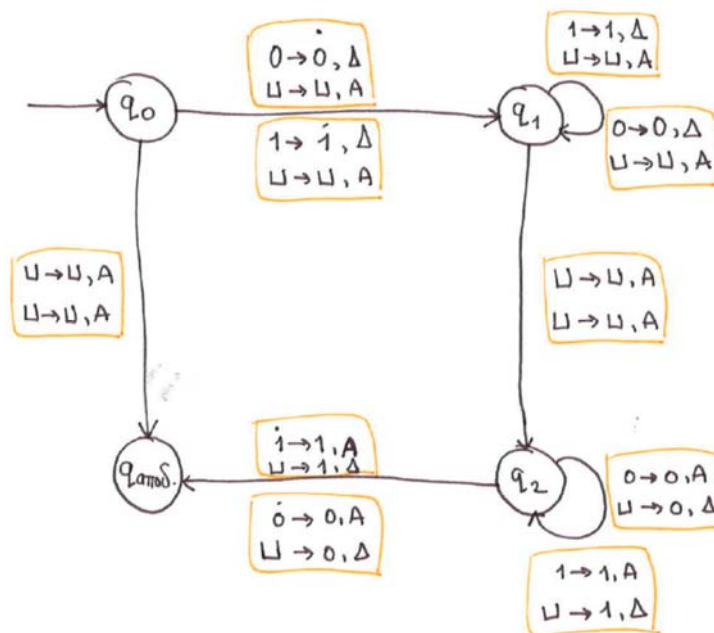 0→0̇, Δ
⊔→⊔, A
1→1, Δ
⊔→⊔, A
q0
q1
1→1̇, Δ
⊔→⊔, A
0→0, Δ
⊔→⊔, A
⊔→⊔, A
⊔→⊔, A
⊔→⊔, A
⊔→⊔, A
1̇→1, A
⊔→1, Δ
qαποδ.
q2
0→0, A
⊔→0, Δ
0̇→0, A
⊔→0, Δ
1→1, A
⊔→1, Δ